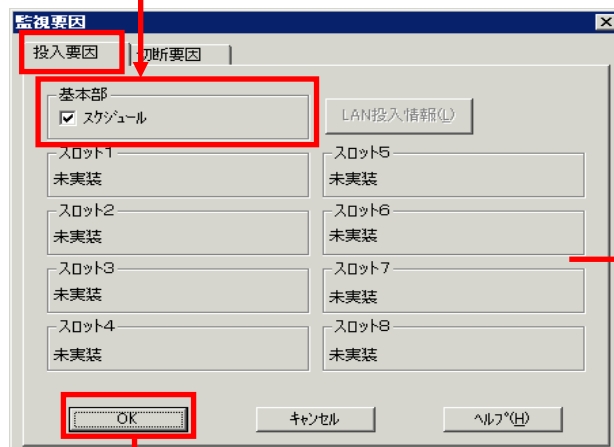 監視要因
投入要因
切断要因
基本部
スケジュール
LAN投入情報(L)
スロット1
未実装
スロット5
未実装
スロット2
未実装
スロット6
未実装
スロット3
未実装
スロット7
未実装
スロット4
未実装
スロット8
未実装
OK
キャンセル
ヘルプ(H)